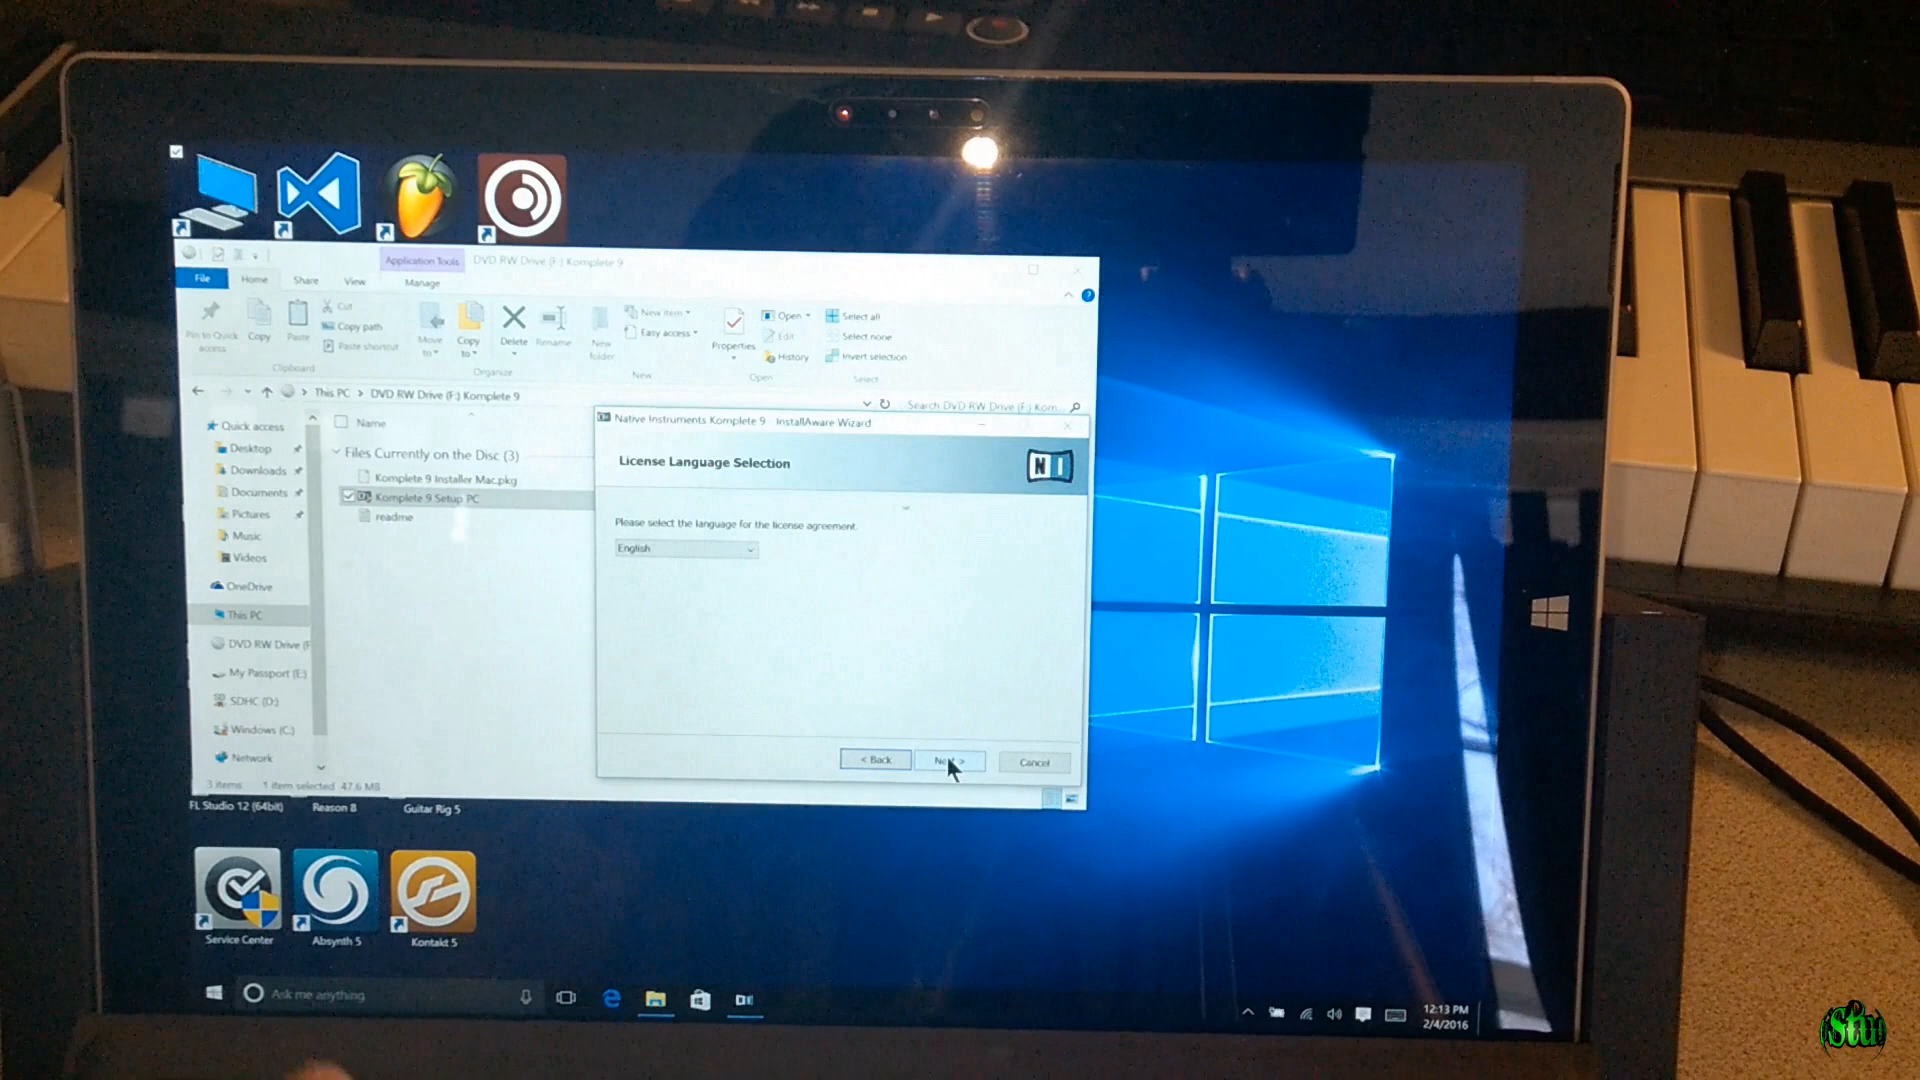 Application Tools DVD RW Drive (F:) Komplete 9
File Home Share View Manage
Pin to Quick access
Copy
Paste
Cut
Copy path
Paste shortcut
Clipboard
Move to
Copy to
Delete
Rename
Organize
New folder
New item
Easy access
New
Properties
Open
Edit
History
Open
Select all
Select none
Invert selection
Select
This PC > DVD RW Drive (F:) Komplete 9
Search DVD RW Drive (F:) Kom...
Quick access
Desktop
Downloads
Documents
Pictures
Music
Videos
OneDrive
This PC
DVD RW Drive (F
My Passport (E:)
SDHC (D:)
Windows (C:)
Network
Name
Files Currently on the Disc (3)
Komplete 9 Installer Mac.pkg
Komplete 9 Setup PC
readme
3 items 1 item selected 47.6 MB
Native Instruments Komplete 9 - InstallAware Wizard
License Language Selection
NI
Please select the language for the license agreement.
English
< Back
Next >
Cancel
FL Studio 12 (64bit) Reason 8 Guitar Rig 5
Service Center Absynth 5 Kontakt 5
Ask me anything
12:13 PM
2/4/2016
Stu